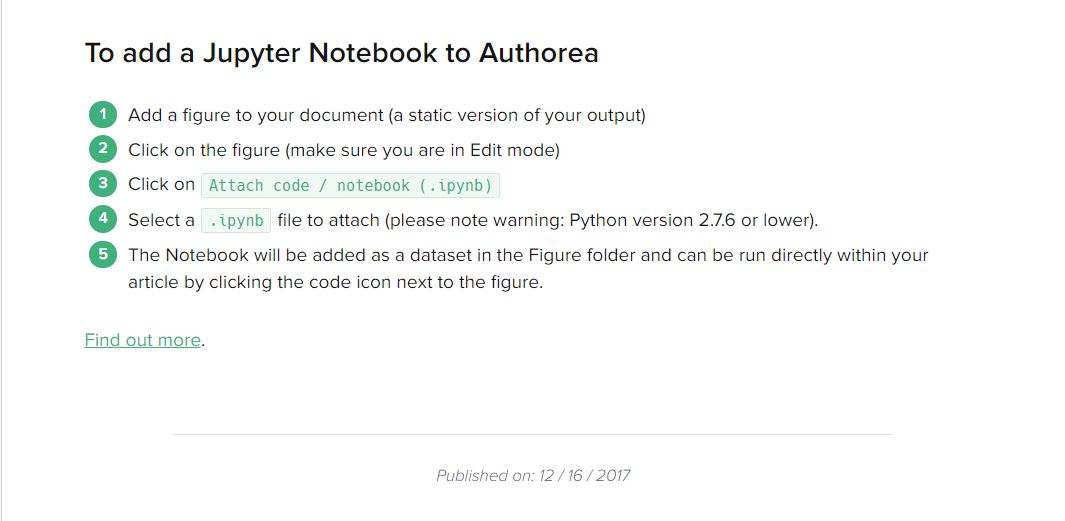 To add a Jupyter Notebook to Authorea
1 Add a figure to your document (a static version of your output)
2 Click on the figure (make sure you are in Edit mode)
3 Click on Attach code / notebook (.ipynb)
4 Select a .ipynb file to attach (please note warning: Python version 2.7.6 or lower).
5 The Notebook will be added as a dataset in the Figure folder and can be run directly within your
article by clicking the code icon next to the figure.
Find out more.
Published on: 12 / 16 / 2017